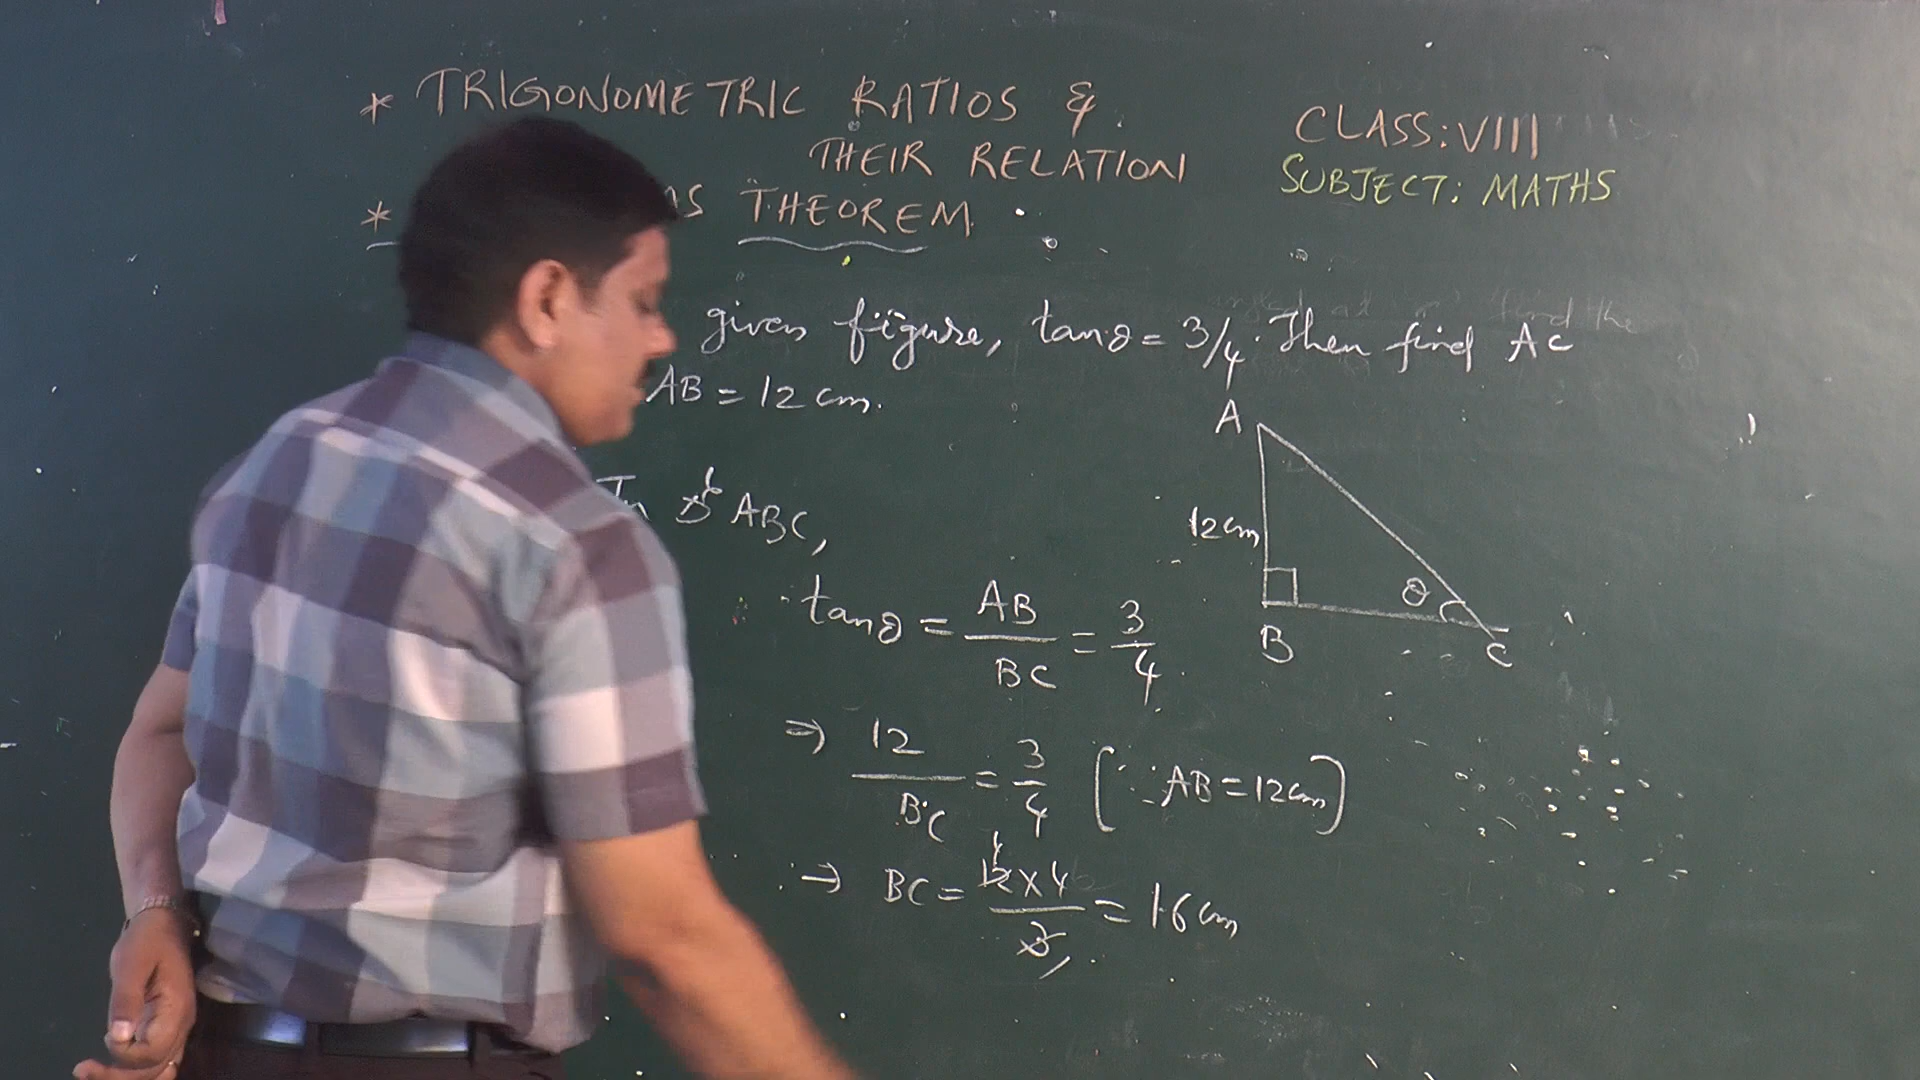 * TRIGONOMETRIC RATIOS &
THEIR RELATION
* THEOREM
CLASS: VIII
SUBJECT: MATHS
given figure, tanθ = 3/4. Then find AC
AB = 12 cm.
In ABC,
tanθ = AB/BC = 3/4
⇒ 12/BC = 3/4 [∵ AB = 12cm]
⇒ BC = 12 × 4/3 = 16 cm
A
12cm
θ
B
C